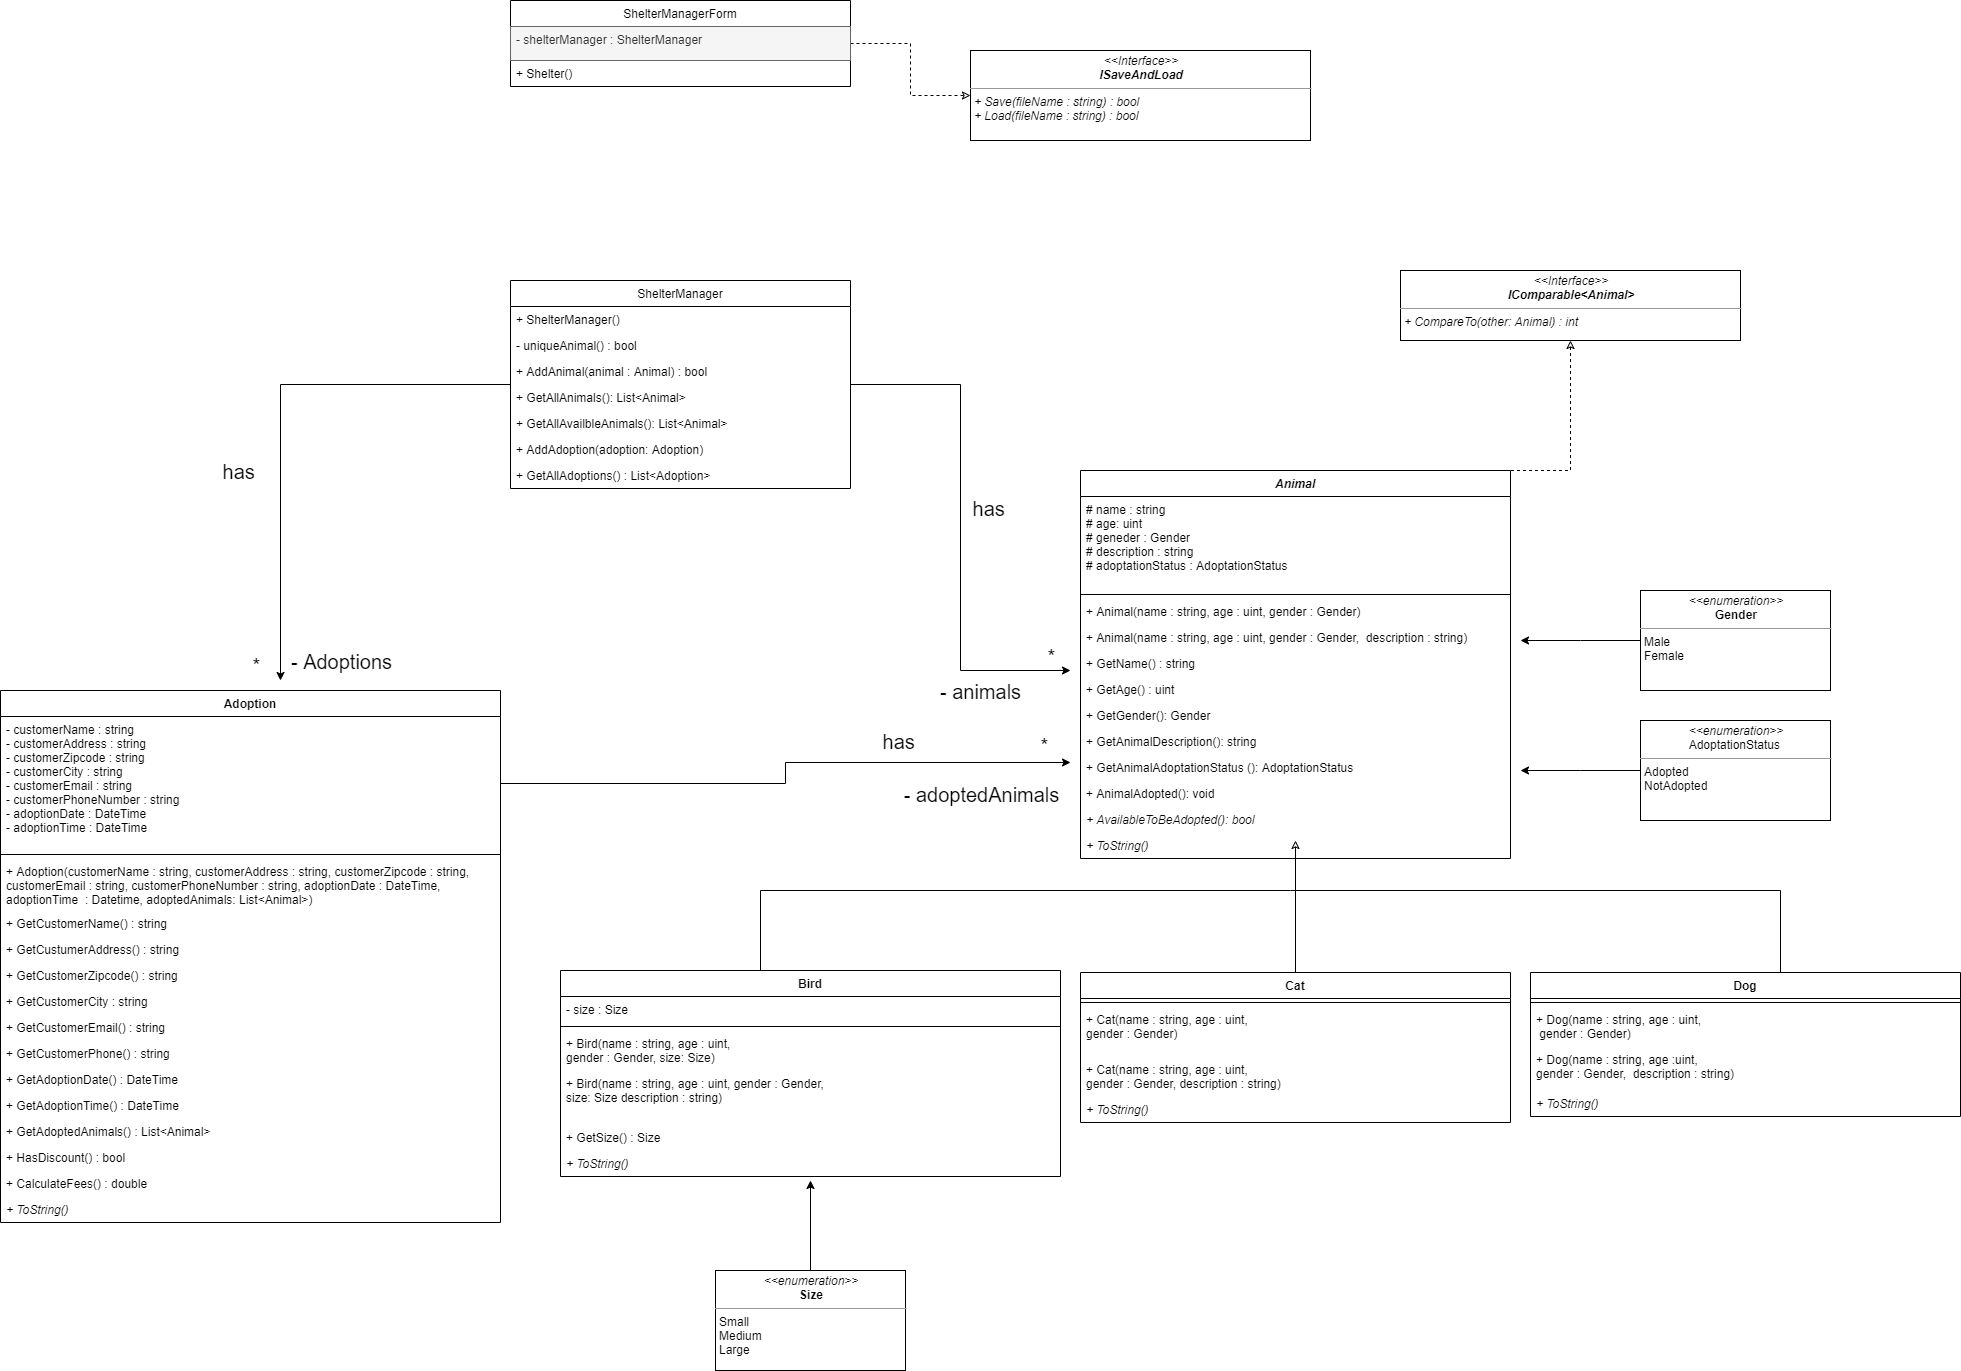 ShelterManagerForm
- shelterManager : ShelterManager
+ Shelter()
<<Interface>>
ISaveAndLoad
+ Save(fileName : string) : bool
+ Load(fileName : string) : bool
ShelterManager
+ ShelterManager()
- uniqueAnimal() : bool
+ AddAnimal(animal : Animal) : bool
+ GetAllAnimals(): List<Animal>
+ GetAllAvailbleAnimals(): List<Animal>
+ AddAdoption(adoption: Adoption)
+ GetAllAdoptions() : List<Adoption>
<<Interface>>
IComparable<Animal>
+ CompareTo(other: Animal) : int
has
* - Adoptions
has
*
- animals
has
*
- adoptedAnimals
Animal
# name : string
# age: uint
# geneder : Gender
# description : string
# adoptationStatus : AdoptationStatus
+ Animal(name : string, age : uint, gender : Gender)
+ Animal(name : string, age : uint, gender : Gender,  description : string)
+ GetName() : string
+ GetAge() : uint
+ GetGender(): Gender
+ GetAnimalDescription(): string
+ GetAnimalAdoptationStatus (): AdoptationStatus
+ AnimalAdopted(): void
+ AvailableToBeAdopted(): bool
+ ToString()
<<enumeration>>
Gender
Male
Female
<<enumeration>>
AdoptationStatus
Adopted
NotAdopted
Adoption
- customerName : string
- customerAddress : string
- customerZipcode : string
- customerCity : string
- customerEmail : string
- customerPhoneNumber : string
- adoptionDate : DateTime
- adoptionTime : DateTime
+ Adoption(customerName : string, customerAddress : string, customerZipcode : string,
customerEmail : string, customerPhoneNumber : string, adoptionDate : DateTime,
adoptionTime  : Datetime, adoptedAnimals: List<Animal>)
+ GetCustomerName() : string
+ GetCustumerAddress() : string
+ GetCustomerZipcode() : string
+ GetCustomerCity : string
+ GetCustomerEmail() : string
+ GetCustomerPhone() : string
+ GetAdoptionDate() : DateTime
+ GetAdoptionTime() : DateTime
+ GetAdoptedAnimals() : List<Animal>
+ HasDiscount() : bool
+ CalculateFees() : double
+ ToString()
Bird
- size : Size
+ Bird(name : string, age : uint,
gender : Gender, size: Size)
+ Bird(name : string, age : uint, gender : Gender,
size: Size description : string)
+ GetSize() : Size
+ ToString()
Cat
+ Cat(name : string, age : uint,
gender : Gender)
+ Cat(name : string, age : uint,
gender : Gender, description : string)
+ ToString()
Dog
+ Dog(name : string, age : uint,
gender : Gender)
+ Dog(name : string, age :uint,
gender : Gender,  description : string)
+ ToString()
<<enumeration>>
Size
Small
Medium
Large